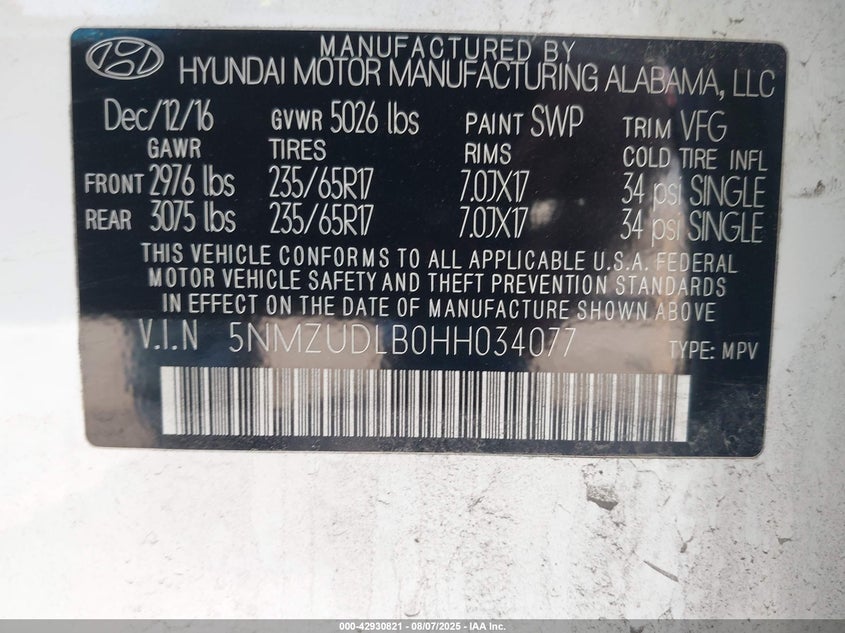 MANUFACTURED BY
HYUNDAI MOTOR MANUFACTURING ALABAMA, LLC
Dec/12/16 GVWR 5026 lbs PAINT SWP TRIM VFG
GAWR TIRES RIMS COLD TIRE INFL
FRONT 2976 lbs 235/65R17 7.0JX17 34 psi SINGLE
REAR 3075 lbs 235/65R17 7.0JX17 34 psi SINGLE
THIS VEHICLE CONFORMS TO ALL APPLICABLE U.S.A. FEDERAL
MOTOR VEHICLE SAFETY AND THEFT PREVENTION STANDARDS
IN EFFECT ON THE DATE OF MANUFACTURE SHOWN ABOVE
V.I.N 5NMZUDLB0HH034077 TYPE: MPV
000-42930821 - 08/07/2025 - IAA Inc.